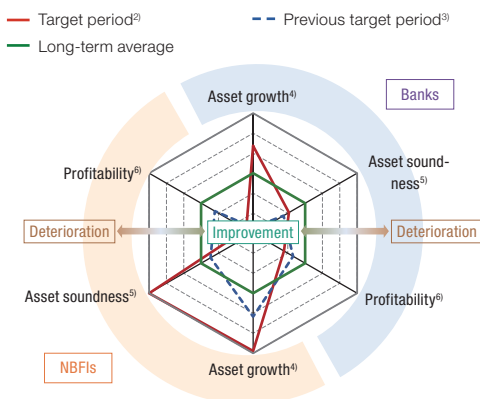 Target period2)
Previous target period3)
Long-term average
Asset growth4)
Banks
Profitability6)
Asset sound-
ness5)
Deterioration
Improvement
Deterioration
Asset soundness5)
Profitability6)
NBFIs
Asset growth4)